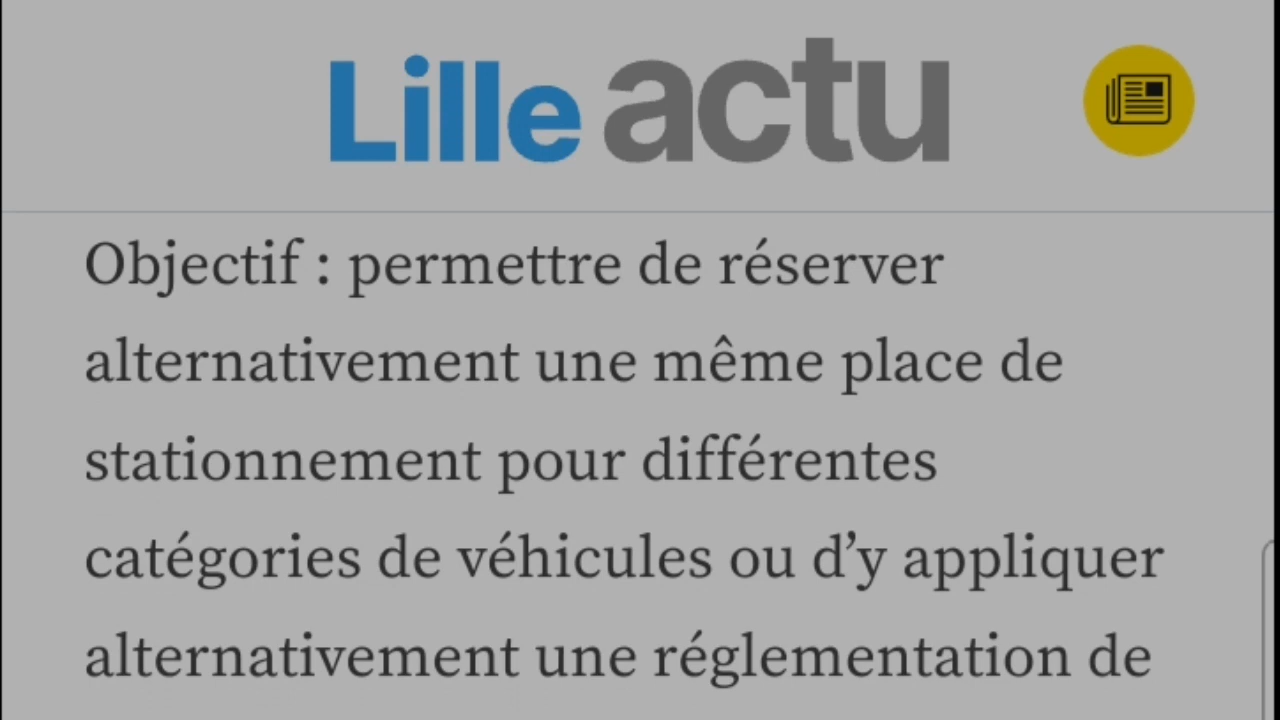 Lille actu
Objectif : permettre de réserver
alternativement une même place de
stationnement pour différentes
catégories de véhicules ou d’y appliquer
alternativement une réglementation de